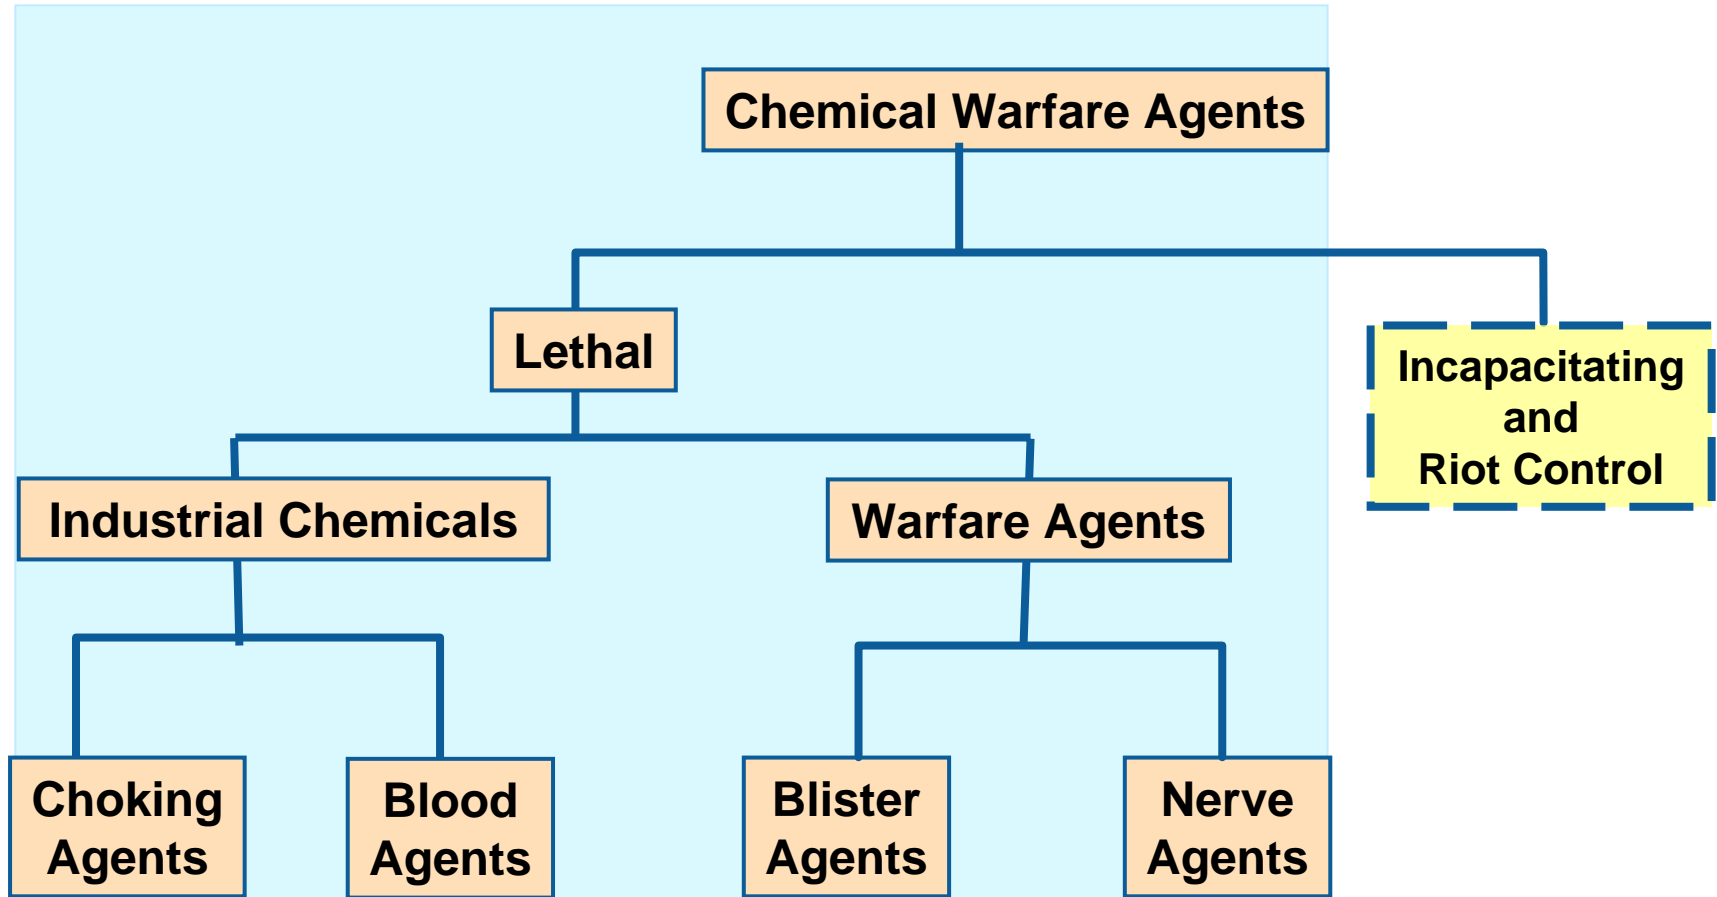 Chemical Warfare Agents
Lethal
Incapacitating
and
Riot Control
Industrial Chemicals
Warfare Agents
Choking
Agents
Blood
Agents
Blister
Agents
Nerve
Agents